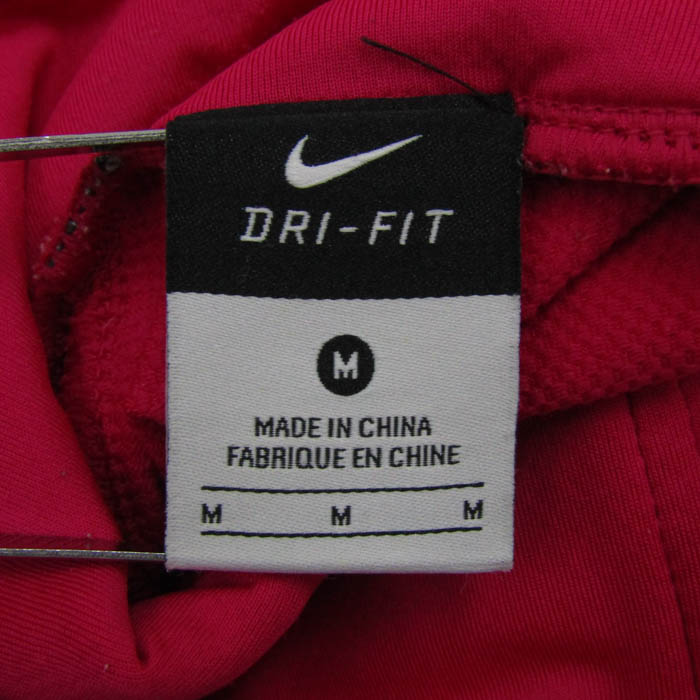 DRI-FIT
M
MADE IN CHINA
FABRIQUE EN CHINE
M M M